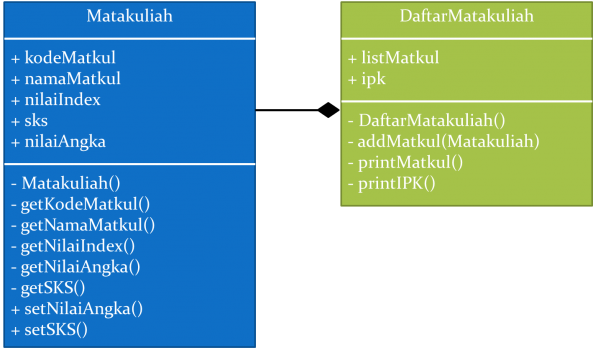 Matakuliah
+ kodeMatkul
+ namaMatkul
+ nilaiIndex
+ sks
+ nilaiAngka
- Matakuliah()
- getKodeMatkul()
- getNamaMatkul()
- getNilaiIndex()
- getNilaiAngka()
- getSKS()
+ setNilaiAngka()
+ setSKS()
DaftarMatakuliah
+ listMatkul
+ ipk
- DaftarMatakuliah()
- addMatkul(Matakuliah)
- printMatkul()
- printIPK()